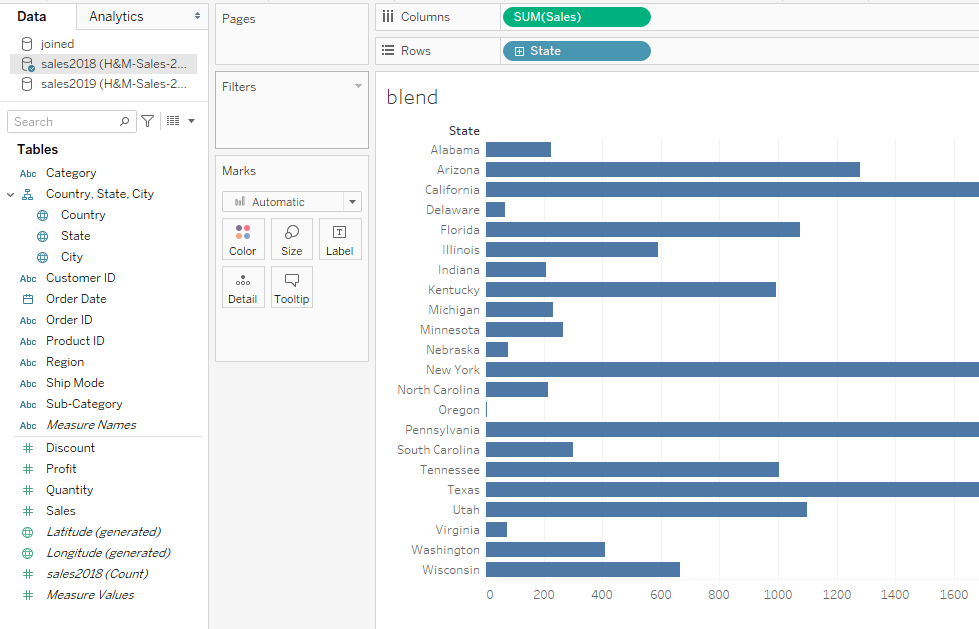 Data
Analytics
joined
sales2018 (H&M-Sales-2...
sales2019 (H&M-Sales-2...
Search
Tables
Abc Category
Country, State, City
Country
State
City
Abc Customer ID
Order Date
Abc Order ID
Abc Product ID
Abc Region
Abc Ship Mode
Abc Sub-Category
Abc Measure Names
# Discount
# Profit
# Quantity
# Sales
Latitude (generated)
Longitude (generated)
# sales2018 (Count)
# Measure Values
Pages
Filters
Marks
Automatic
Color Size Label
Detail Tooltip
Columns SUM(Sales)
Rows State
blend
State
Alabama
Arizona
California
Delaware
Florida
Illinois
Indiana
Kentucky
Michigan
Minnesota
Nebraska
New York
North Carolina
Oregon
Pennsylvania
South Carolina
Tennessee
Texas
Utah
Virginia
Washington
Wisconsin
0 200 400 600 800 1000 1200 1400 1600